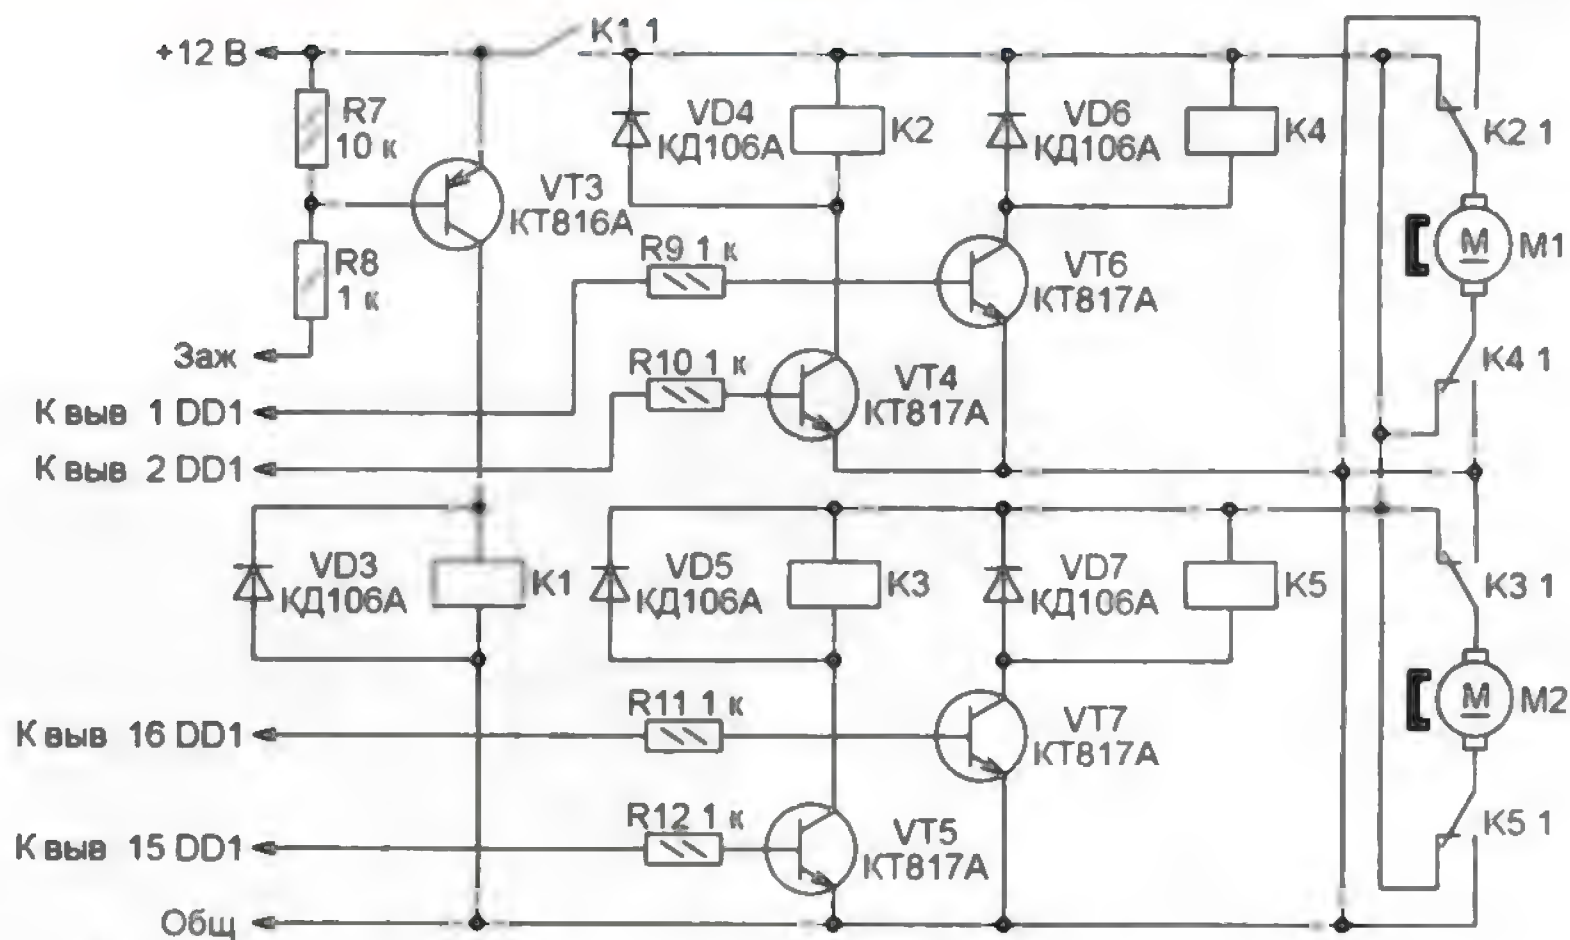 +12 В
К1 1
R7
10 к
VD4
КД106А
К2
VD6
КД106А
К4
К2 1
VT3
КТ816А
R8
1 к
R9 1 к
VT6
КТ817А
М
М1
Заж
R10 1 к
VT4
КТ817А
К4 1
К выв 1 DD1
К выв 2 DD1
VD3
КД106А
К1
VD5
КД106А
К3
VD7
КД106А
К5
К3 1
R11 1 к
VT7
КТ817А
М
М2
К выв 16 DD1
R12 1 к
VT5
КТ817А
К5 1
К выв 15 DD1
Общ